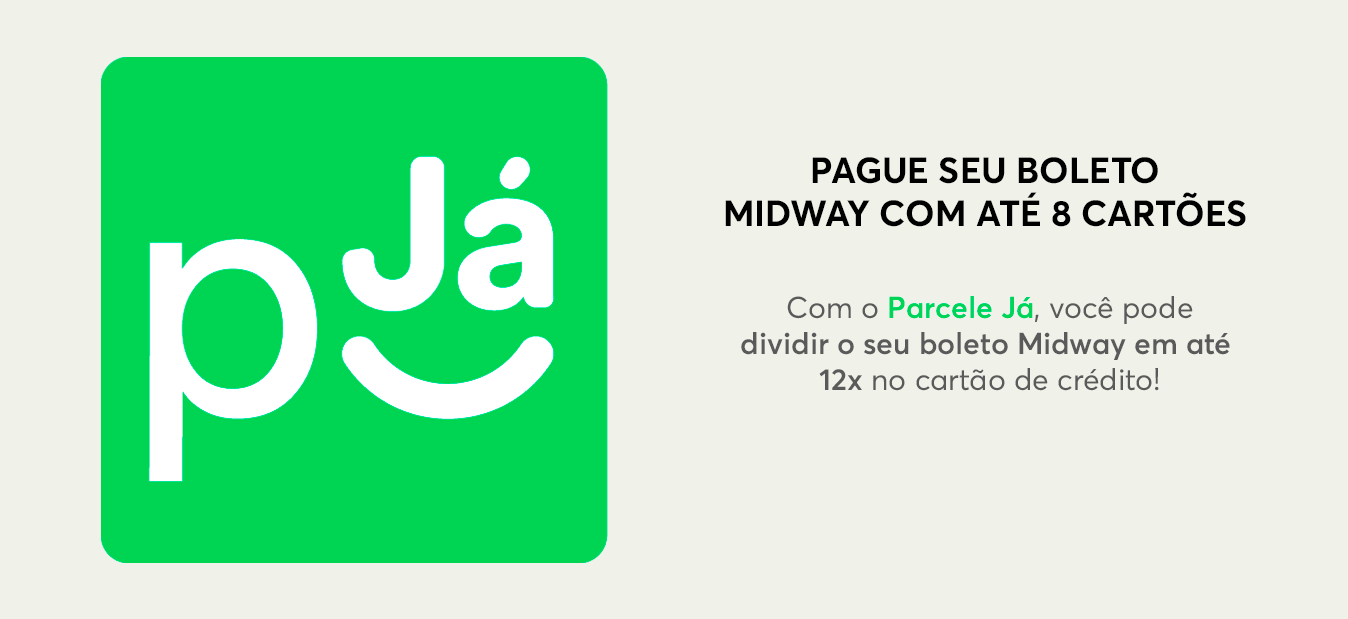 pJá
PAGUE SEU BOLETO
MIDWAY COM ATÉ 8 CARTÕES
Com o Parcele Já, você pode
dividir o seu boleto Midway em até
12x no cartão de crédito!